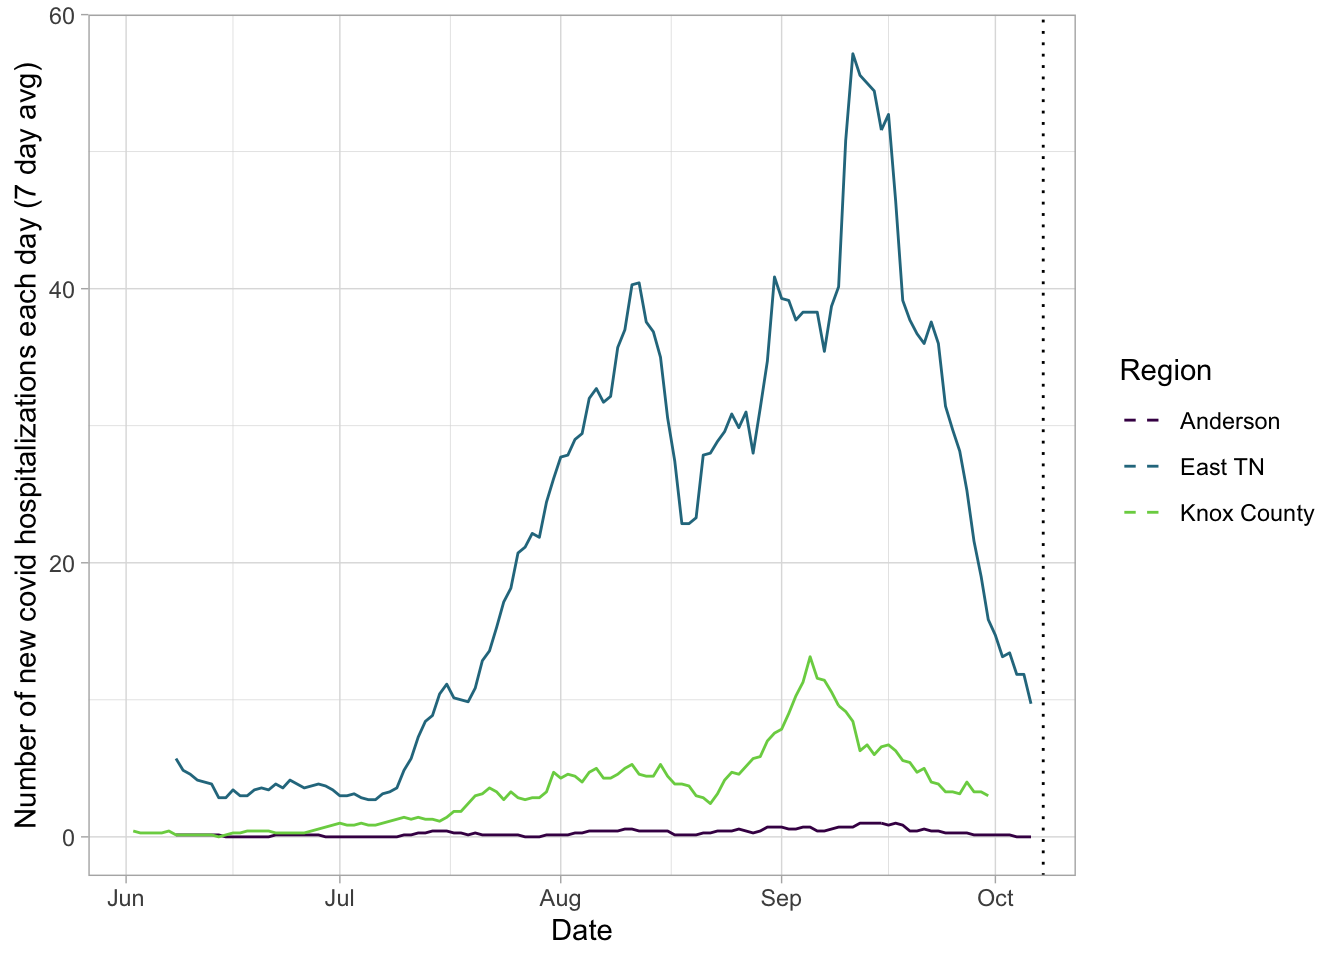 Number of new covid hospitalizations each day (7 day avg)
60
40
20
0
Jun Jul Aug Sep Oct
Date
Region
Anderson
East TN
Knox County